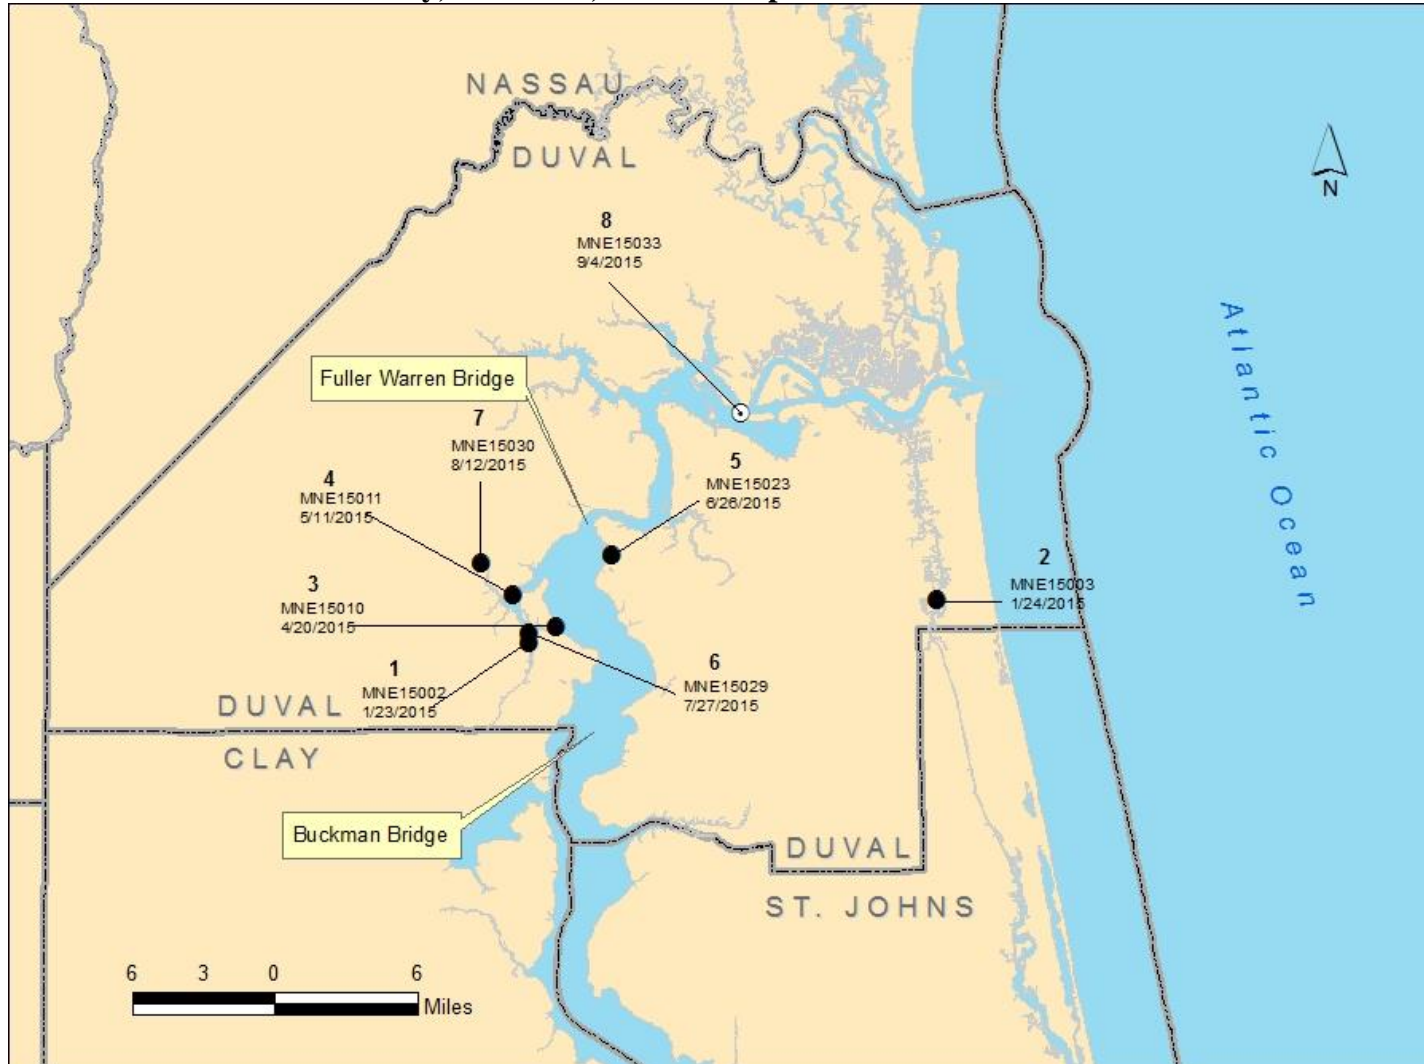 NASSAU
DUVAL
N
8
MNE15033
9/4/2015
Atlantic Ocean
Fuller Warren Bridge
7
MNE15030
8/12/2015
4
MNE15011
5/11/2015
5
MNE15023
6/26/2015
2
MNE15003
1/24/2015
3
MNE15010
4/20/2015
1
MNE15002
1/23/2015
6
MNE15029
7/27/2015
DUVAL
CLAY
Buckman Bridge
DUVAL
ST. JOHNS
6 3 0 6
Miles